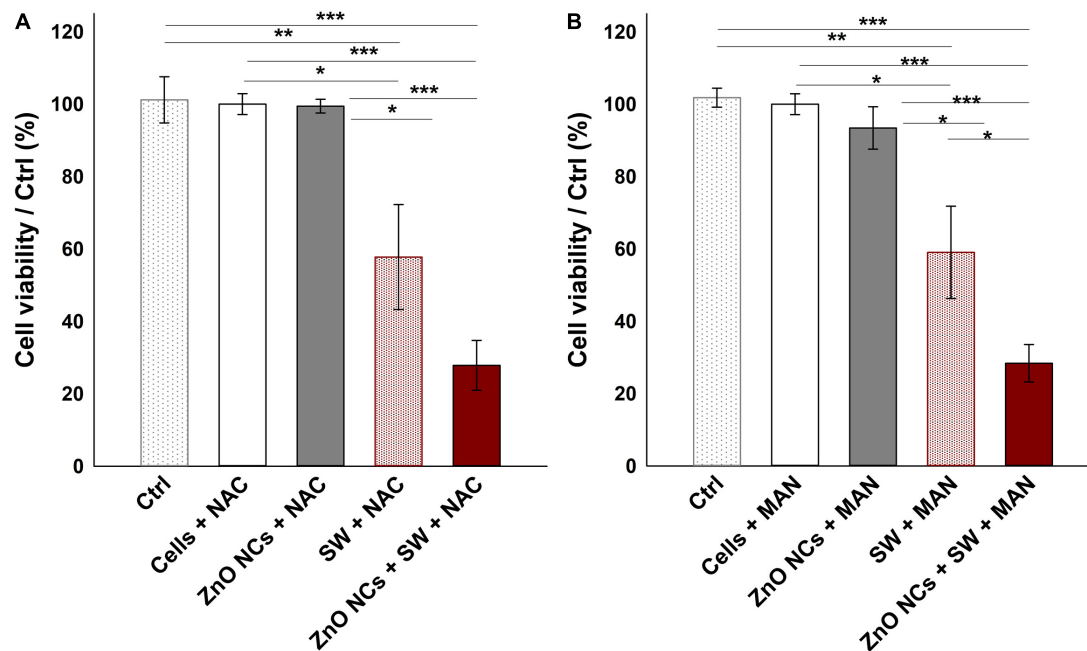 A
Cell viability / Ctrl (%)
120
100
80
60
40
20
0
***
**
***
*
***
*
Ctrl
Cells + NAC
ZnO NCs + NAC
SW + NAC
ZnO NCs + SW + NAC
B
Cell viability / Ctrl (%)
120
100
80
60
40
20
0
***
**
***
*
***
*
*
Ctrl
Cells + MAN
ZnO NCs + MAN
SW + MAN
ZnO NCs + SW + MAN